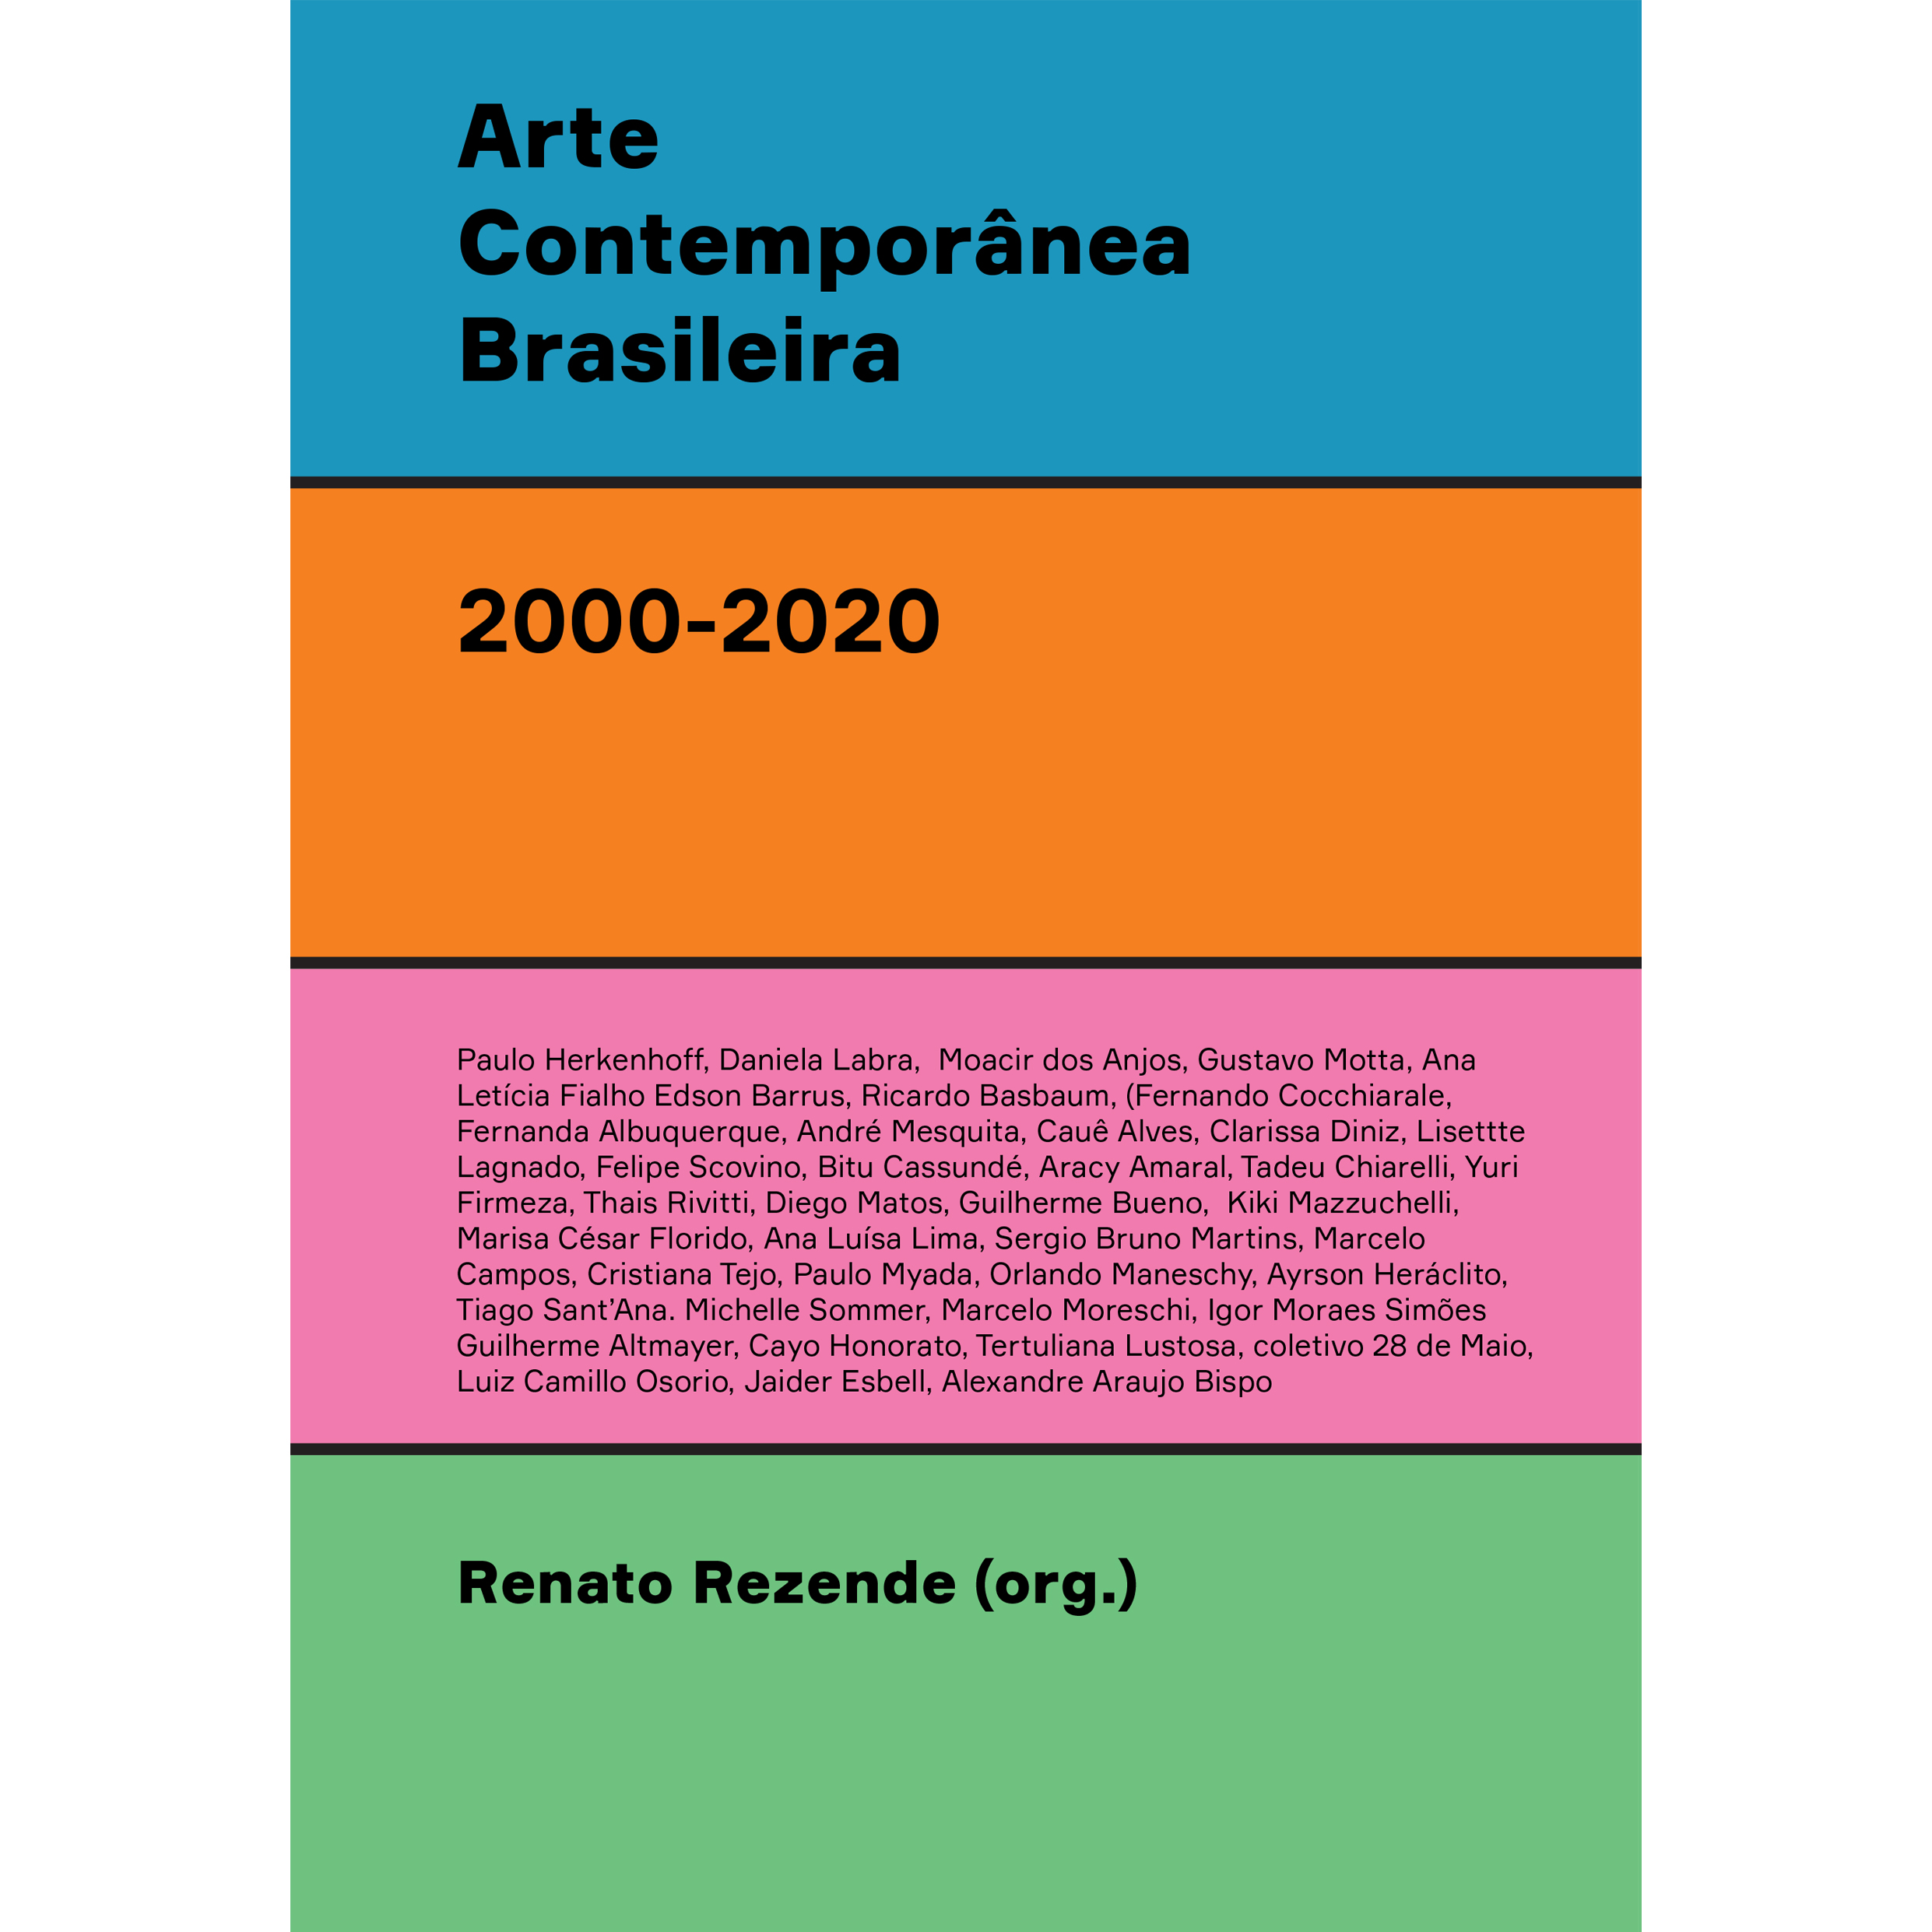 Arte
Contemporânea
Brasileira
2000-2020
Paulo Herkenhoff, Daniela Labra,  Moacir dos Anjos, Gustavo Motta, Ana
Letícia Fialho Edson Barrus, Ricardo Basbaum, (Fernando Cocchiarale,
Fernanda Albuquerque, André Mesquita, Cauê Alves, Clarissa Diniz, Lisettte
Lagnado, Felipe Scovino, Bitu Cassundé, Aracy Amaral, Tadeu Chiarelli, Yuri
Firmeza, Thais Rivitti, Diego Matos, Guilherme Bueno,  Kiki Mazzuchelli,
Marisa César Florido, Ana Luísa Lima, Sergio Bruno Martins, Marcelo
Campos, Cristiana Tejo, Paulo Myada, Orlando Maneschy, Ayrson Heráclito,
Tiago Sant’Ana. Michelle Sommer, Marcelo Moreschi, Igor Moraes Simões
Guilherme Altmayer, Cayo Honorato, Tertuliana Lustosa, coletivo 28 de Maio,
Luiz Camillo Osorio, Jaider Esbell, Alexandre Araujo Bispo
Renato Rezende (org.)